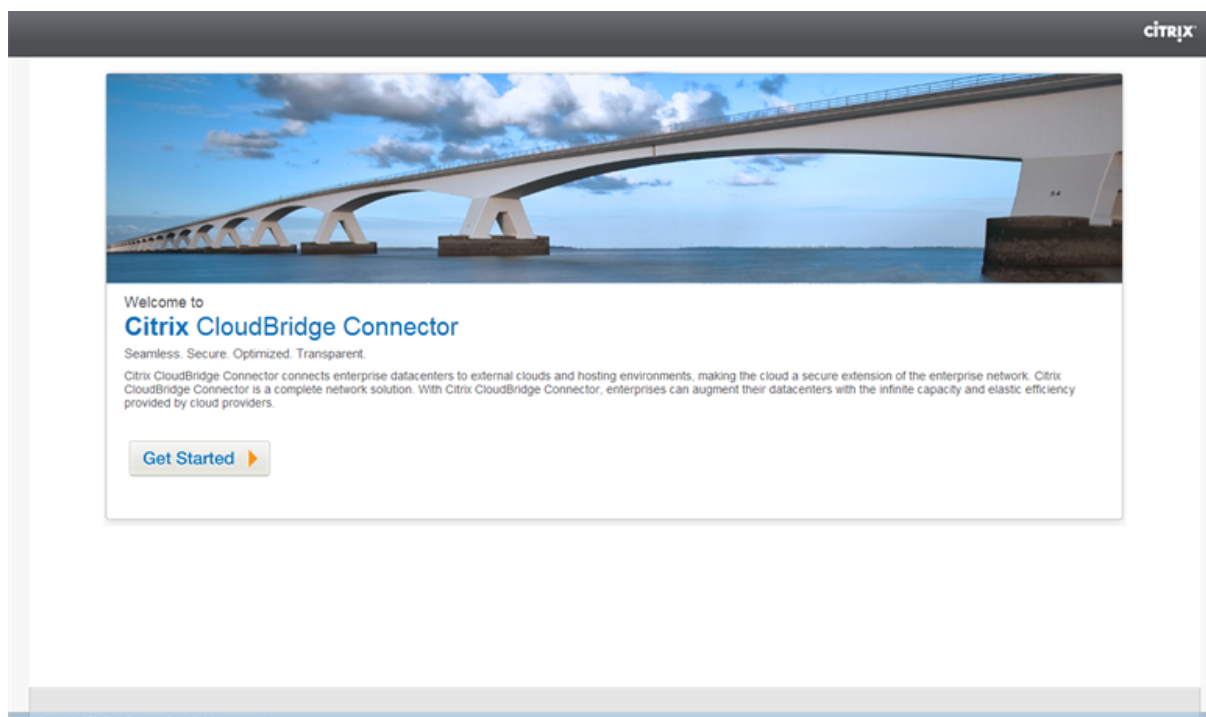 CITRIX
Welcome to
Citrix CloudBridge Connector
Seamless. Secure. Optimized. Transparent.
Citrix CloudBridge Connector connects enterprise datacenters to external clouds and hosting environments, making the cloud a secure extension of the enterprise network. Citrix
CloudBridge Connector is a complete network solution. With Citrix CloudBridge Connector, enterprises can augment their datacenters with the infinite capacity and elastic efficiency
provided by cloud providers.
Get Started